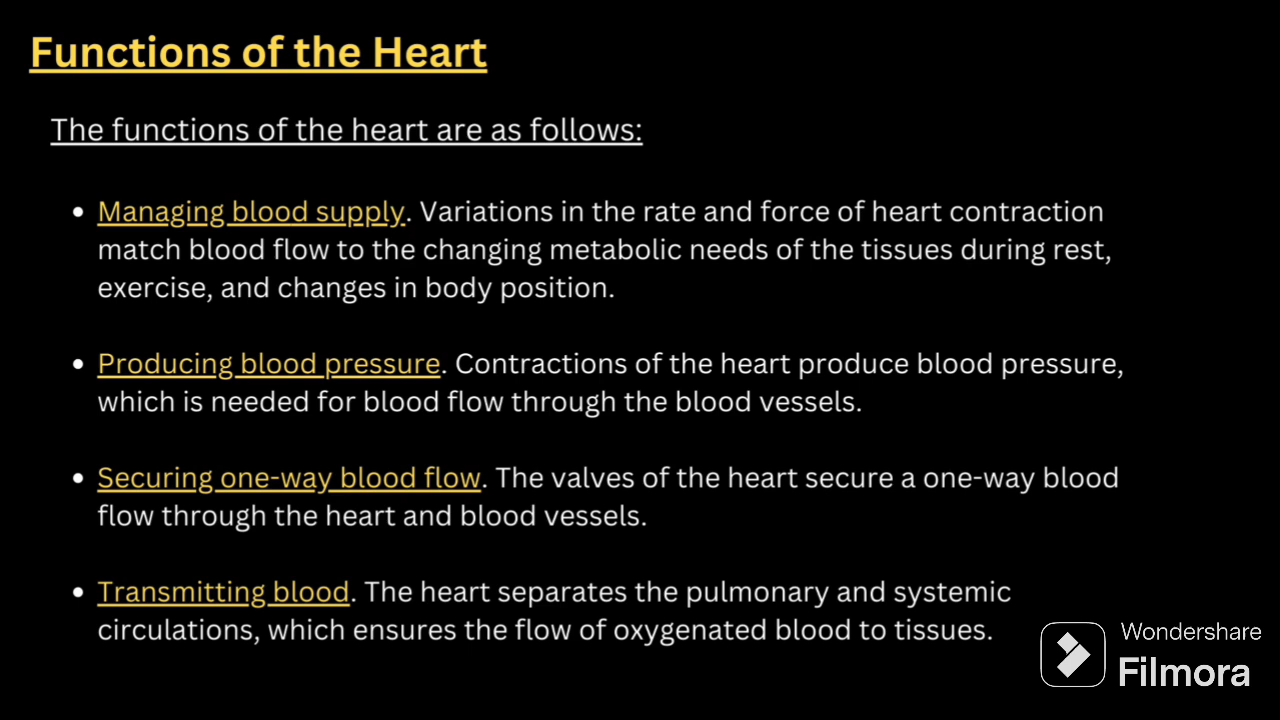 Functions of the Heart
The functions of the heart are as follows:
Managing blood supply. Variations in the rate and force of heart contraction
match blood flow to the changing metabolic needs of the tissues during rest,
exercise, and changes in body position.
Producing blood pressure. Contractions of the heart produce blood pressure,
which is needed for blood flow through the blood vessels.
Securing one-way blood flow. The valves of the heart secure a one-way blood
flow through the heart and blood vessels.
Transmitting blood. The heart separates the pulmonary and systemic
circulations, which ensures the flow of oxygenated blood to tissues.
Wondershare
Filmora